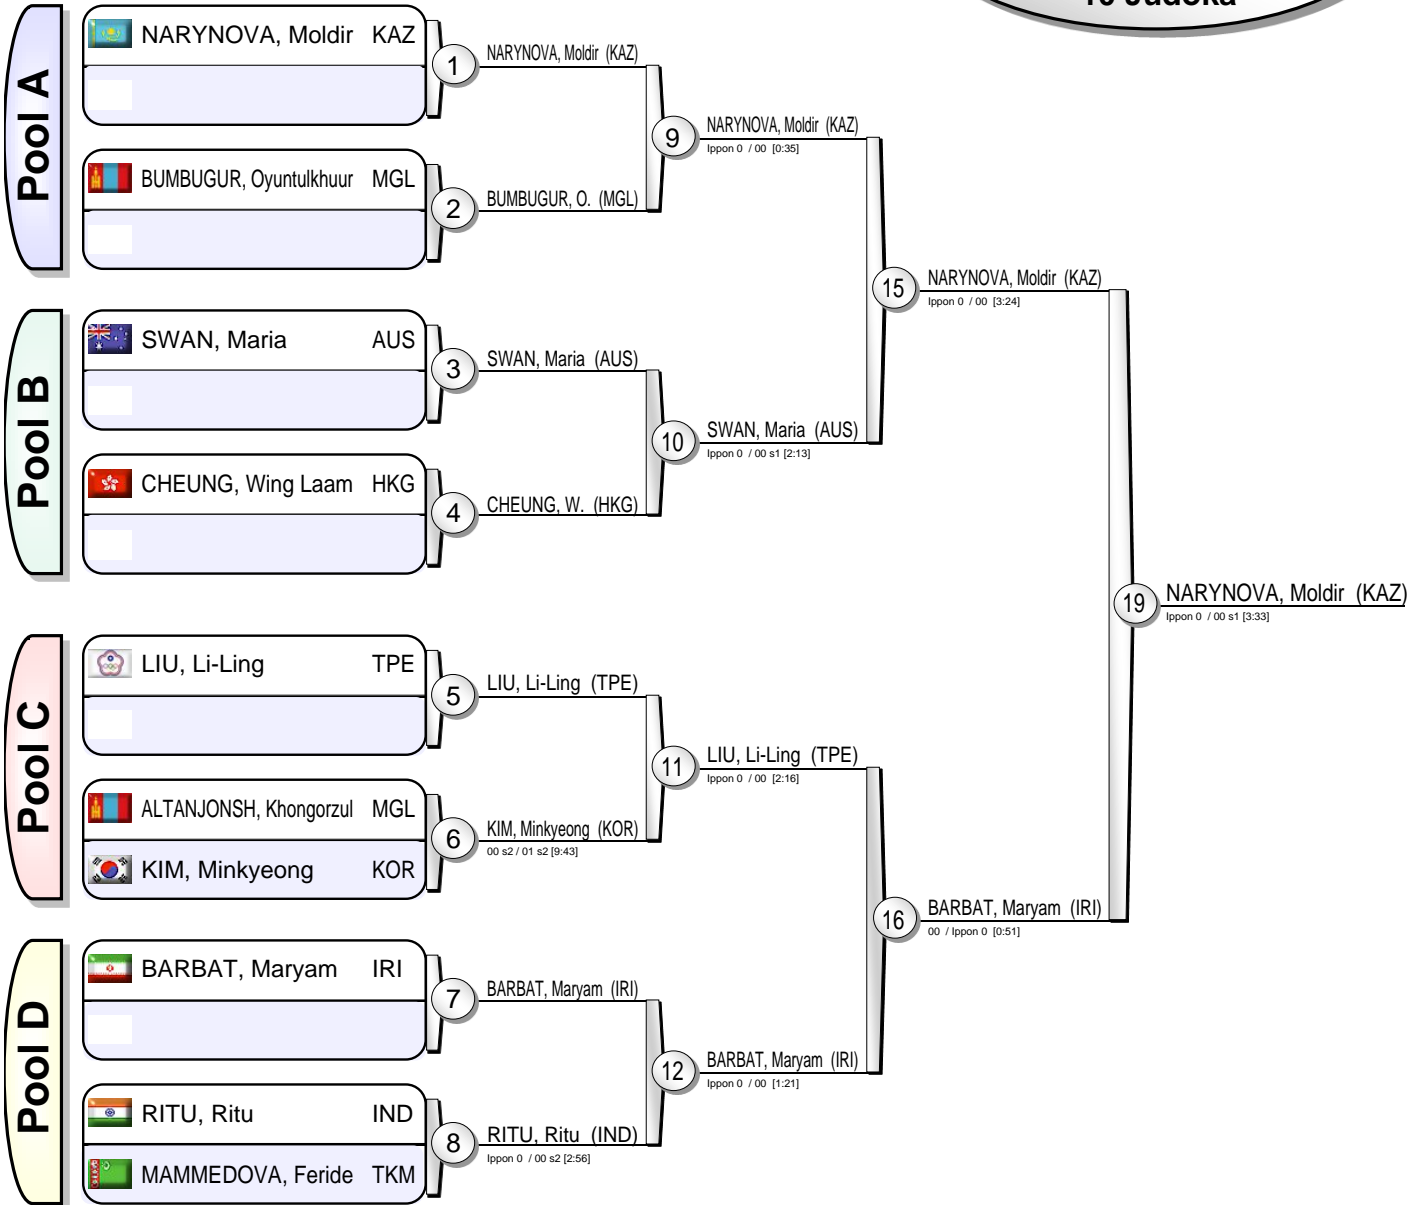 10 Judoka
Pool A
NARYNOVA, Moldir KAZ
BUMBUGUR, Oyuntulkhuur MGL
Pool B
SWAN, Maria AUS
CHEUNG, Wing Laam HKG
Pool C
LIU, Li-Ling TPE
ALTANJONSH, Khongorzul MGL
KIM, Minkyeong KOR
Pool D
BARBAT, Maryam IRI
RITU, Ritu IND
MAMMEDOVA, Feride TKM
1 NARYNOVA, Moldir (KAZ)
2 BUMBUGUR, O. (MGL)
3 SWAN, Maria (AUS)
4 CHEUNG, W. (HKG)
5 LIU, Li-Ling (TPE)
6 KIM, Minkyeong (KOR)
00 s2 / 01 s2 [9:43]
7 BARBAT, Maryam (IRI)
8 RITU, Ritu (IND)
Ippon 0 / 00 s2 [2:56]
9 NARYNOVA, Moldir (KAZ)
Ippon 0 / 00 [0:35]
10 SWAN, Maria (AUS)
Ippon 0 / 00 s1 [2:13]
11 LIU, Li-Ling (TPE)
Ippon 0 / 00 [2:16]
12 BARBAT, Maryam (IRI)
Ippon 0 / 00 [1:21]
15 NARYNOVA, Moldir (KAZ)
Ippon 0 / 00 [3:24]
16 BARBAT, Maryam (IRI)
00 / Ippon 0 [0:51]
19 NARYNOVA, Moldir (KAZ)
Ippon 0 / 00 s1 [3:33]